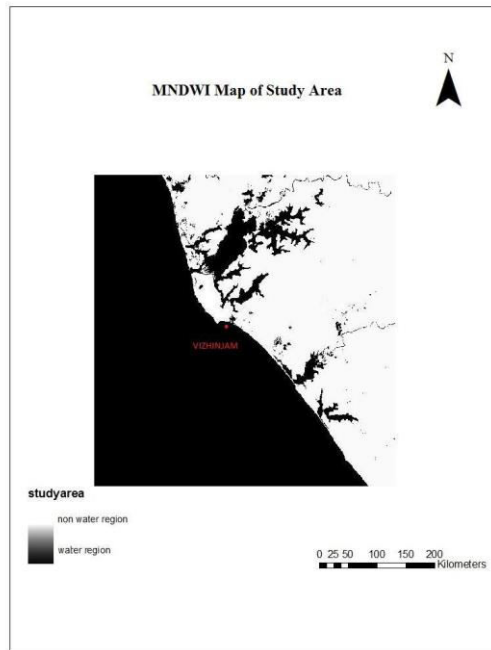 N
MNDWI Map of Study Area
VIZHINJAM
studyarea
non water region
water region
0 25 50 100 150 200
Kilometers